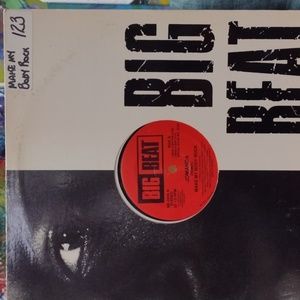 MAKE MY
BODY ROCK
123
BIG
BEAT
BIG BEAT
JOMANDA
MAKE MY BODY ROCK